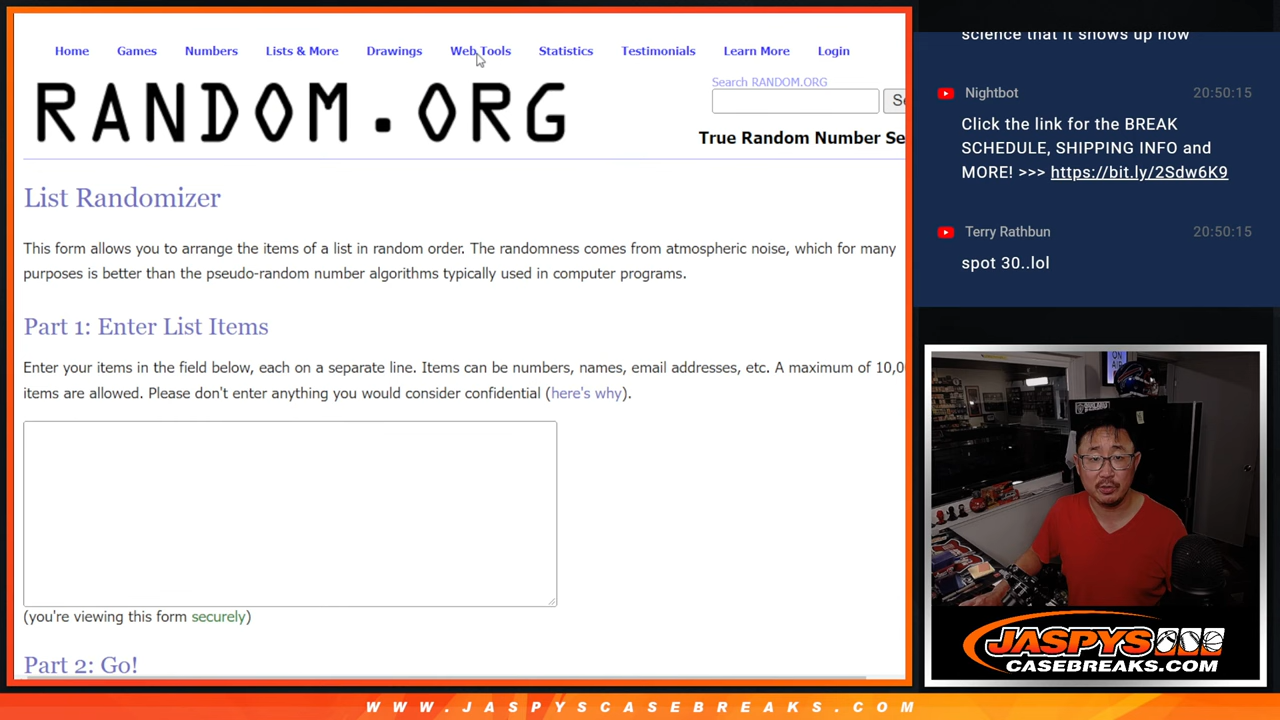 Home Games Numbers Lists & More Drawings Web Tools Statistics Testimonials Learn More Login
RANDOM.ORG
Search RANDOM.ORG
True Random Number Se
List Randomizer
This form allows you to arrange the items of a list in random order. The randomness comes from atmospheric noise, which for many
purposes is better than the pseudo-random number algorithms typically used in computer programs.
Part 1: Enter List Items
Enter your items in the field below, each on a separate line. Items can be numbers, names, email addresses, etc. A maximum of 10,0
items are allowed. Please don't enter anything you would consider confidential (here's why).
(you're viewing this form securely)
Part 2: Go!
science that it shows up now
Nightbot 20:50:15
Click the link for the BREAK
SCHEDULE, SHIPPING INFO and
MORE! >>> https://bit.ly/2Sdw6K9
Terry Rathbun 20:50:15
spot 30..lol
ON
AIR
JASPYS
CASEBREAKS.COM
WWW.JASPYSCASEBREAKS.COM